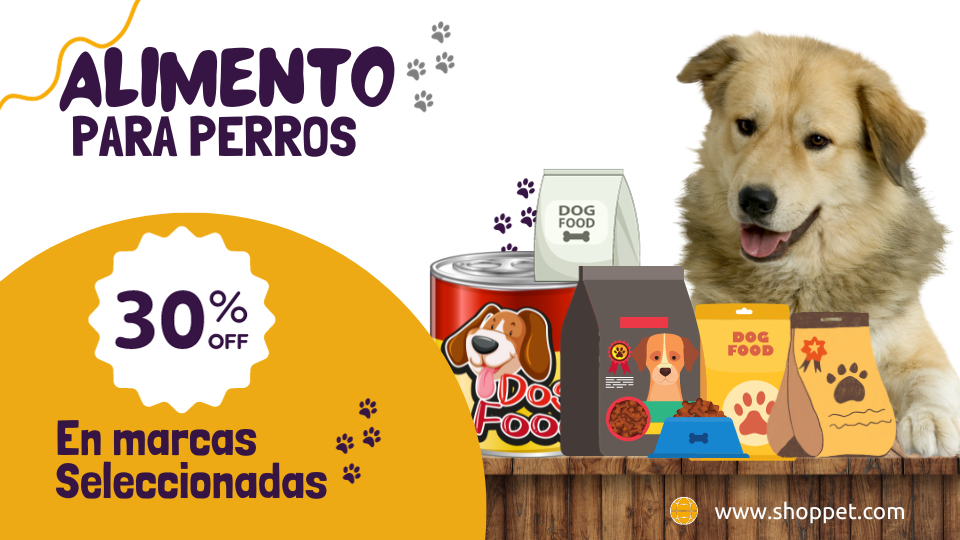 ALIMENTO
PARA PERROS
30%
OFF
En marcas
Seleccionadas
DOG
FOOD
Dog
Food
DOG
FOOD
www.shoppet.com